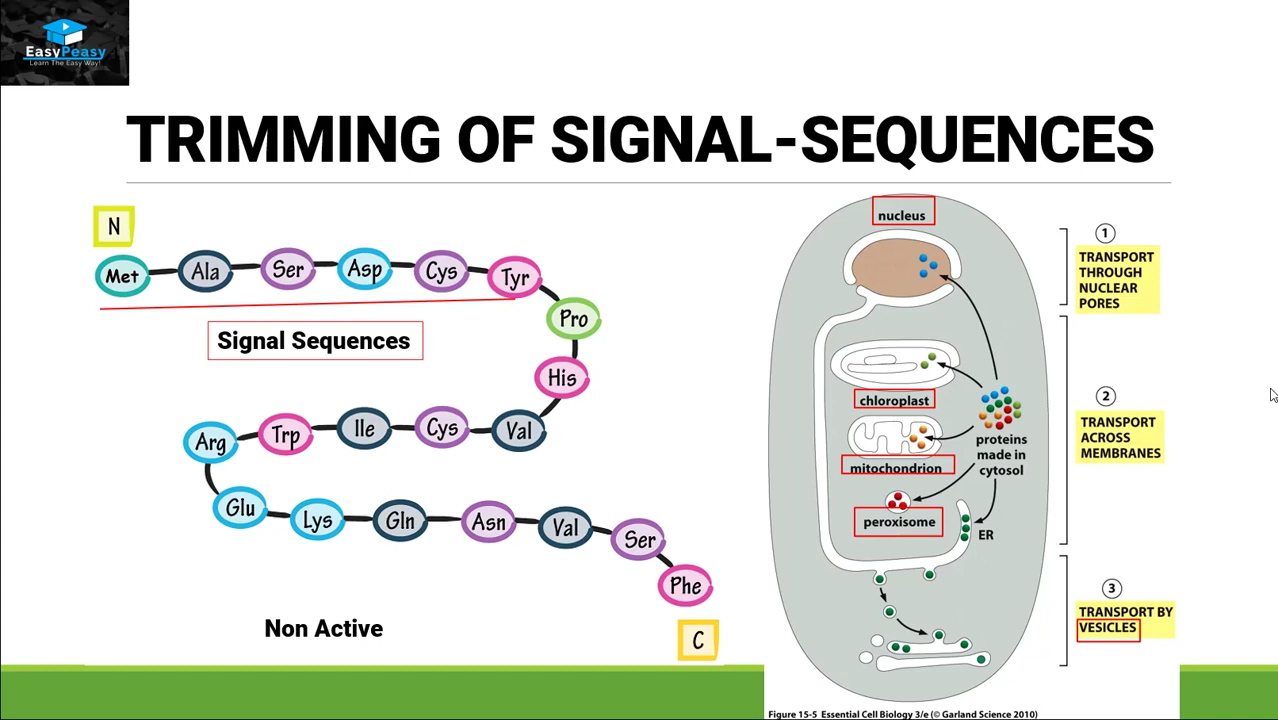 EasyPeasy
Learn The Easy Way!
TRIMMING OF SIGNAL-SEQUENCES
N
Met Ala Ser Asp Cys Tyr
Pro
His
Signal Sequences
Arg Trp Ile Cys Val
Glu Lys Gln Asn Val Ser
Phe
Non Active
C
nucleus
chloroplast
mitochondrion
peroxisome
proteins
made in
cytosol
ER
1
TRANSPORT
THROUGH
NUCLEAR
PORES
2
TRANSPORT
ACROSS
MEMBRANES
3
TRANSPORT BY
VESICLES
Figure 15-5 Essential Cell Biology 3/e (© Garland Science 2010)